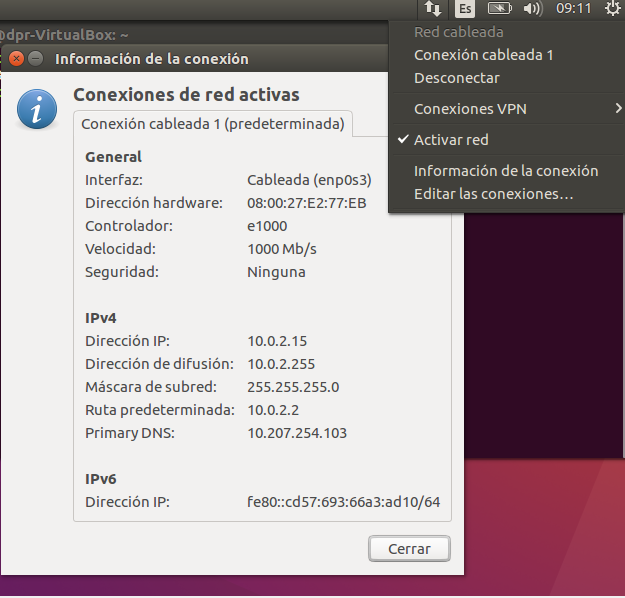 Es 09:11
@dpr-VirtualBox: ~
Información de la conexión
Conexiones de red activas
Conexión cableada 1 (predeterminada)
General
Interfaz: Cableada (enp0s3)
Dirección hardware: 08:00:27:E2:77:EB
Controlador: e1000
Velocidad: 1000 Mb/s
Seguridad: Ninguna
IPv4
Dirección IP: 10.0.2.15
Dirección de difusión: 10.0.2.255
Máscara de subred: 255.255.255.0
Ruta predeterminada: 10.0.2.2
Primary DNS: 10.207.254.103
IPv6
Dirección IP: fe80::cd57:693:66a3:ad10/64
Cerrar
Red cableada
Conexión cableada 1
Desconectar
Conexiones VPN
Activar red
Información de la conexión
Editar las conexiones…